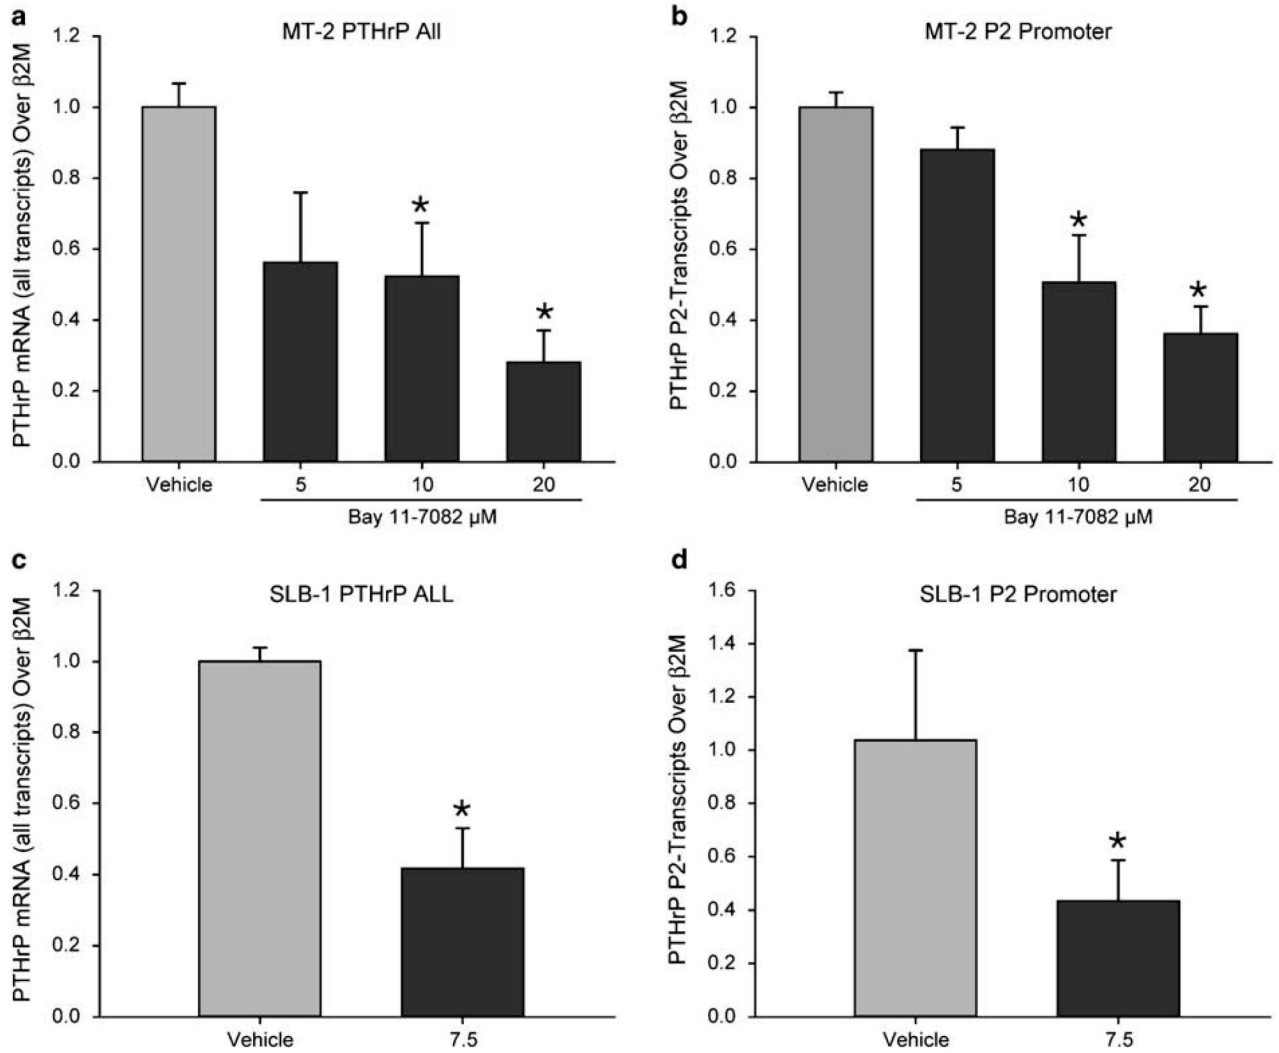 a
MT-2 PTHrP All
PTHrP mRNA (all transcripts) Over β2M
1.2
1.0
0.8
0.6
0.4
0.2
0.0
*
*
Vehicle 5 10 20
Bay 11-7082 µM
b
MT-2 P2 Promoter
PTHrP P2-Transcripts Over β2M
1.2
1.0
0.8
0.6
0.4
0.2
0.0
*
*
Vehicle 5 10 20
Bay 11-7082 µM
c
SLB-1 PTHrP ALL
PTHrP mRNA (all transcripts) Over β2M
1.2
1.0
0.8
0.6
0.4
0.2
0.0
*
Vehicle 7.5
d
SLB-1 P2 Promoter
PTHrP P2-Transcripts Over β2M
1.6
1.4
1.2
1.0
0.8
0.6
0.4
0.2
0.0
*
Vehicle 7.5